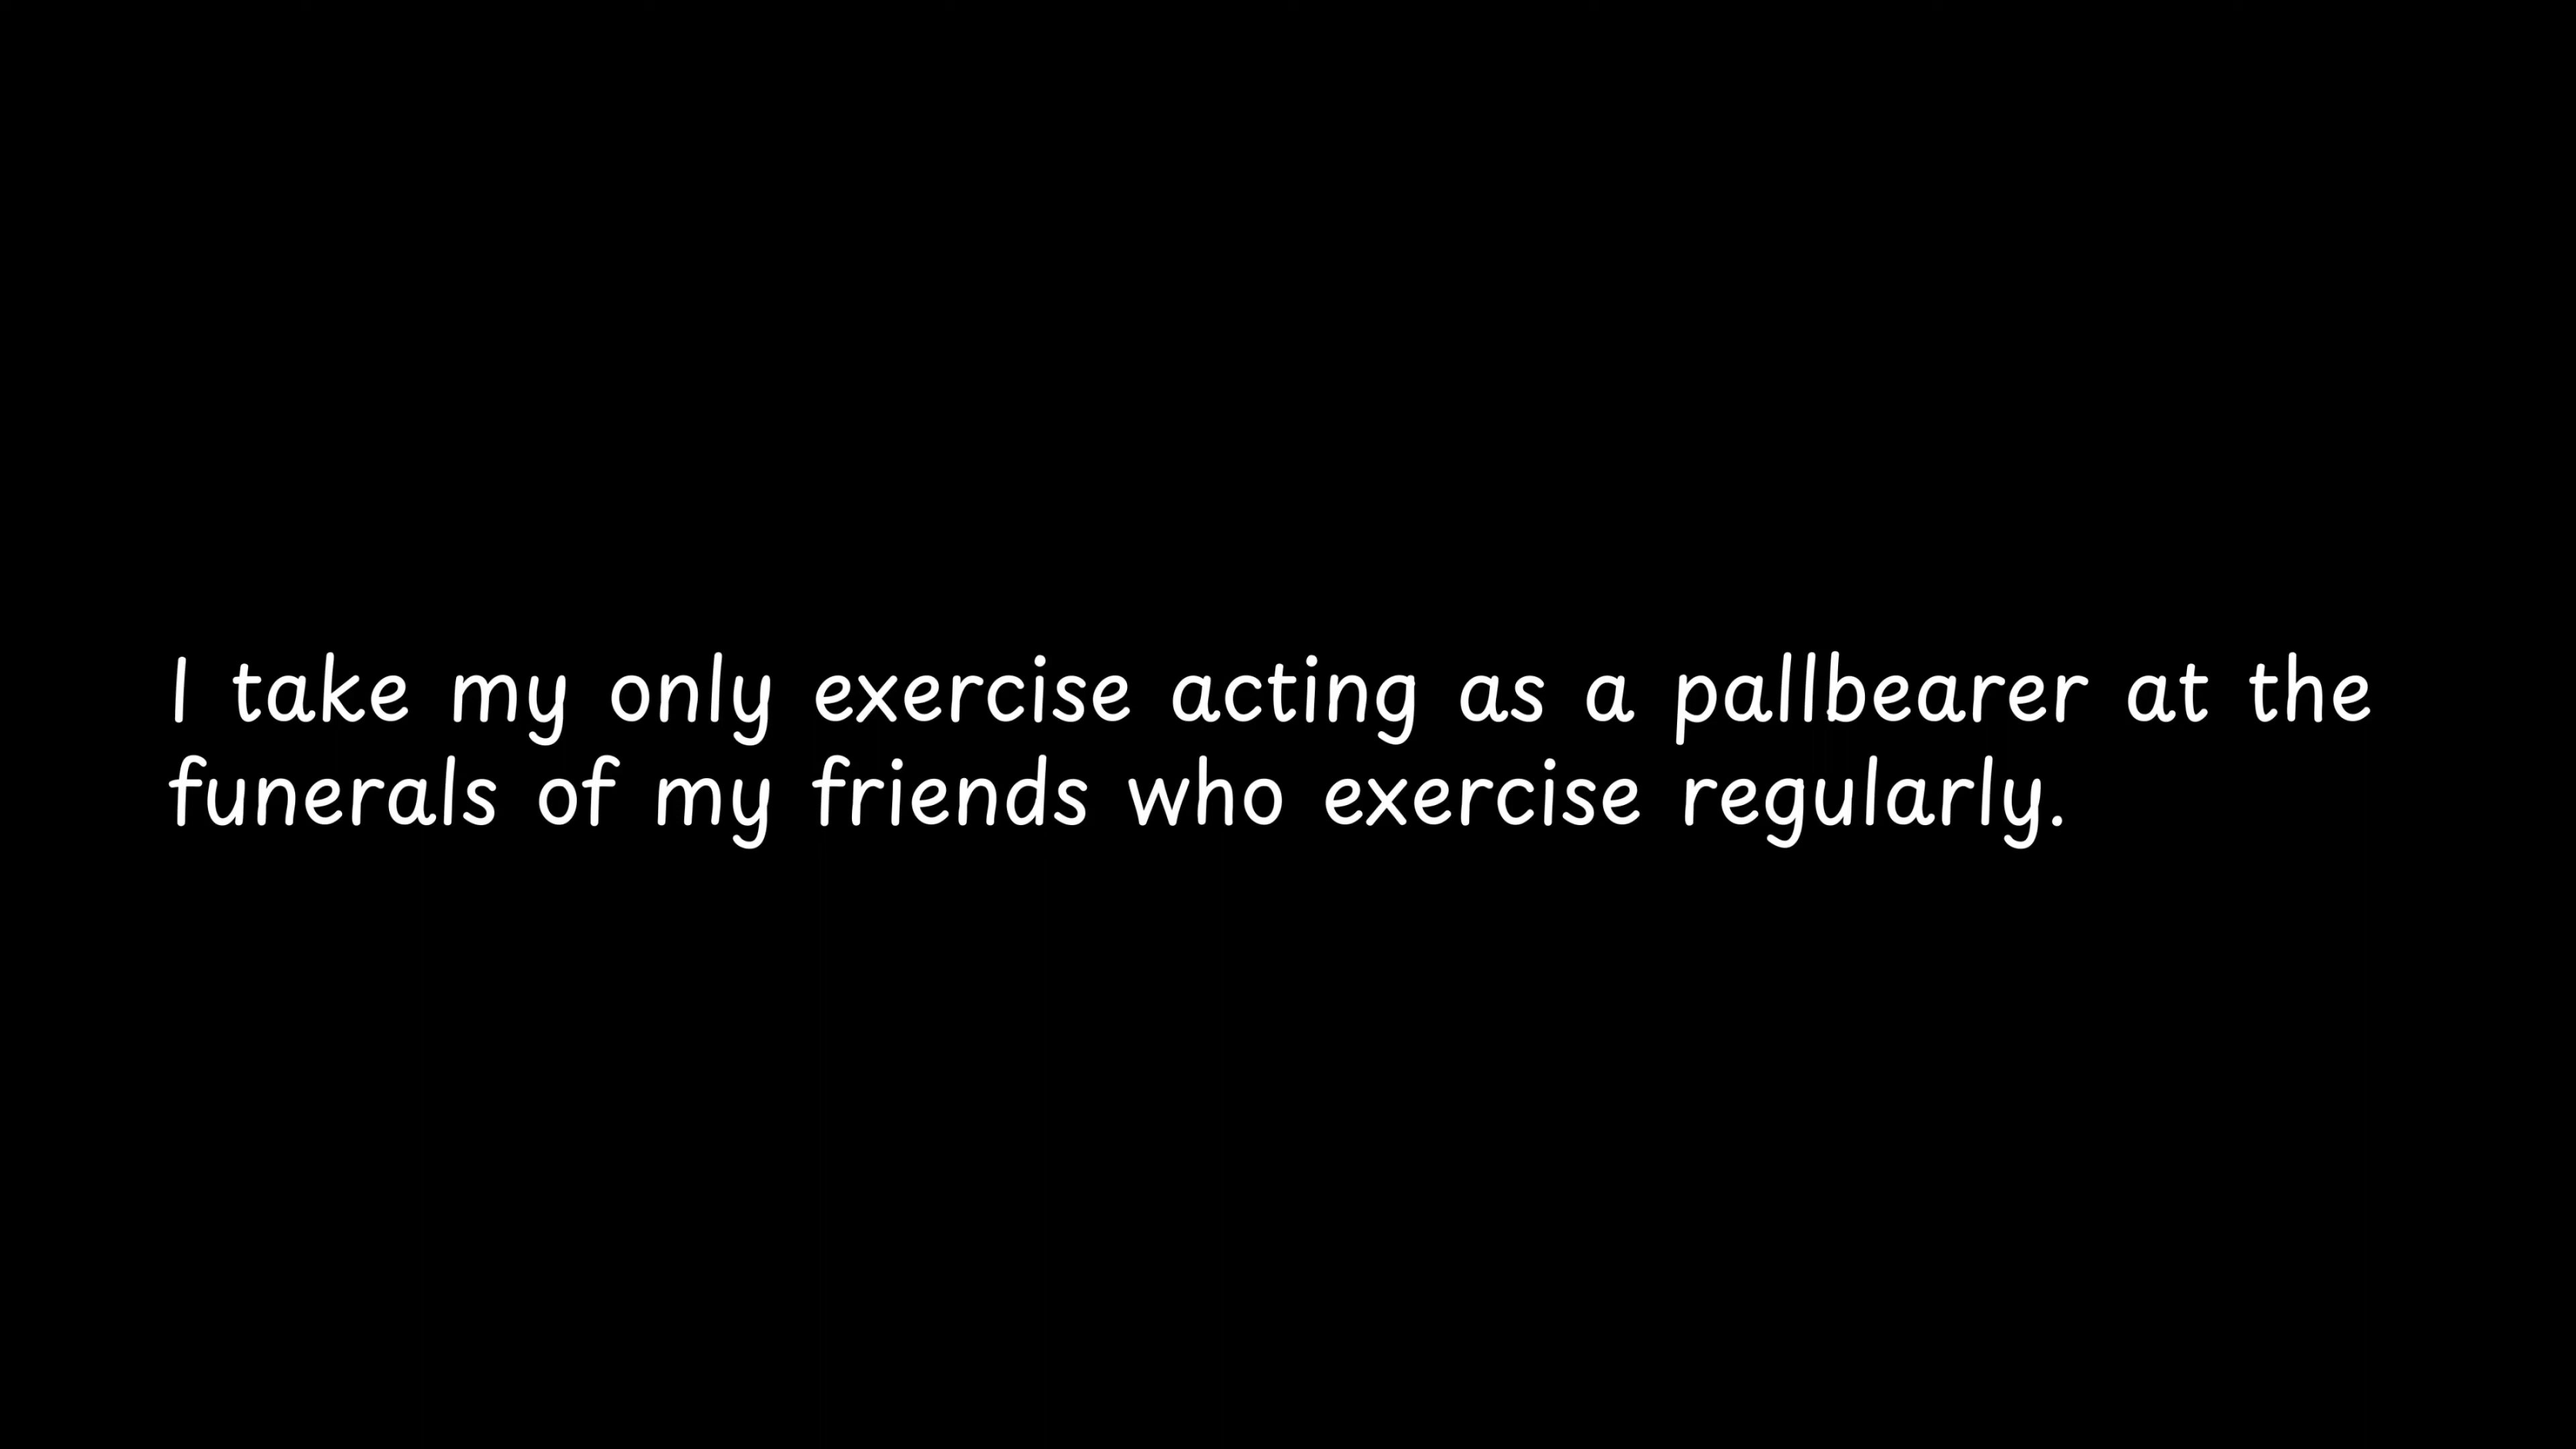 I take my only exercise acting as a pallbearer at the
funerals of my friends who exercise regularly.